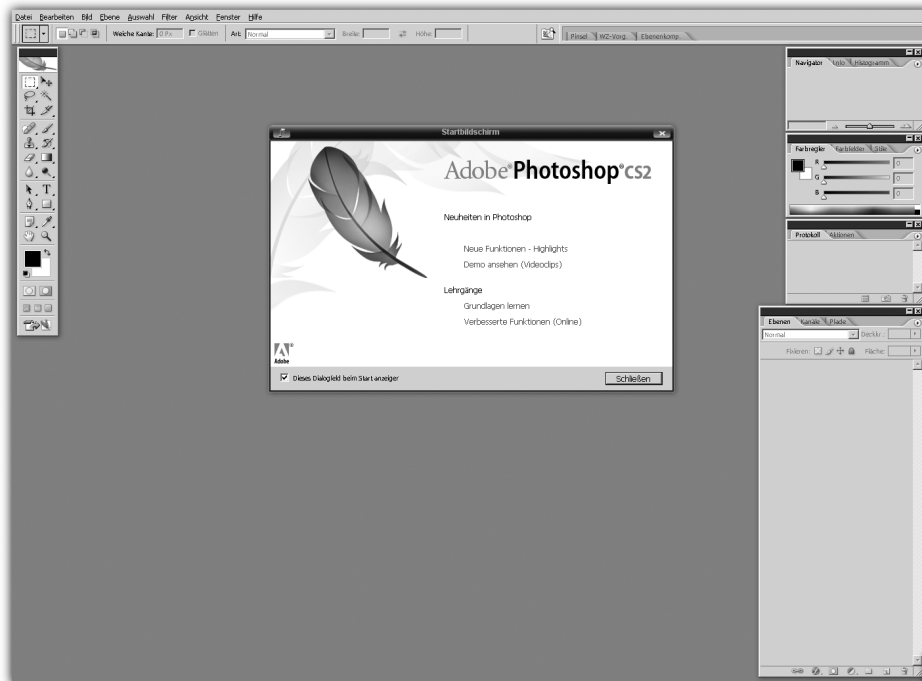 Datei Bearbeiten Bild Ebene Auswahl Filter Ansicht Fenster Hilfe
Weiche Kante: 0 Px Glätten Art: Normal Breite: Höhe: Pinsel WZ-Vorg. Ebenenkomp.
Navigator Info Histogramm
Startbildschirm
Adobe® Photoshop® CS2
Farbregler Farbfelder Stile
R 0
G 0
B 0
Neuheiten in Photoshop
Neue Funktionen - Highlights
Demo ansehen (Videoclips)
Lehrgänge
Grundlagen lernen
Verbesserte Funktionen (Online)
Adobe
Dieses Dialogfeld beim Start anzeigen
Schließen
Protokoll Aktionen
Ebenen Kanäle Pfade
Normal Deckkr.:
Fixieren: Fläche: